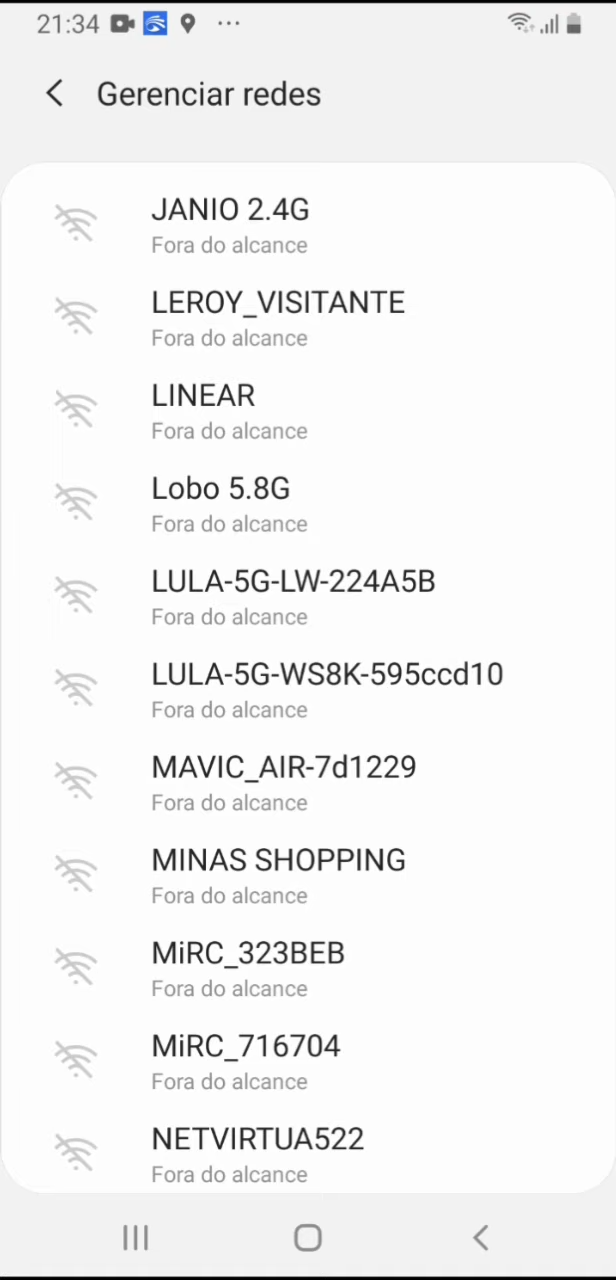 21:34
Gerenciar redes
JANIO 2.4G
Fora do alcance
LEROY_VISITANTE
Fora do alcance
LINEAR
Fora do alcance
Lobo 5.8G
Fora do alcance
LULA-5G-LW-224A5B
Fora do alcance
LULA-5G-WS8K-595ccd10
Fora do alcance
MAVIC_AIR-7d1229
Fora do alcance
MINAS SHOPPING
Fora do alcance
MiRC_323BEB
Fora do alcance
MiRC_716704
Fora do alcance
NETVIRTUA522
Fora do alcance